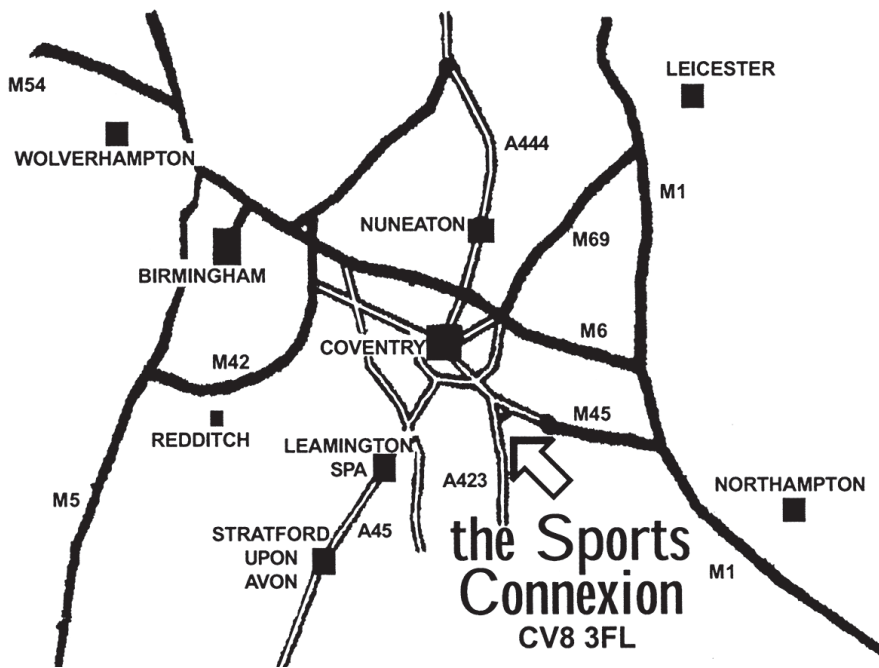 LEICESTER
M54
A444
WOLVERHAMPTON
M1
NUNEATON
M69
BIRMINGHAM
M6
COVENTRY
M42
M45
REDDITCH
LEAMINGTON
SPA
A423
NORTHAMPTON
M5
A45
STRATFORD
UPON
AVON
the Sports
Connexion
CV8 3FL
M1